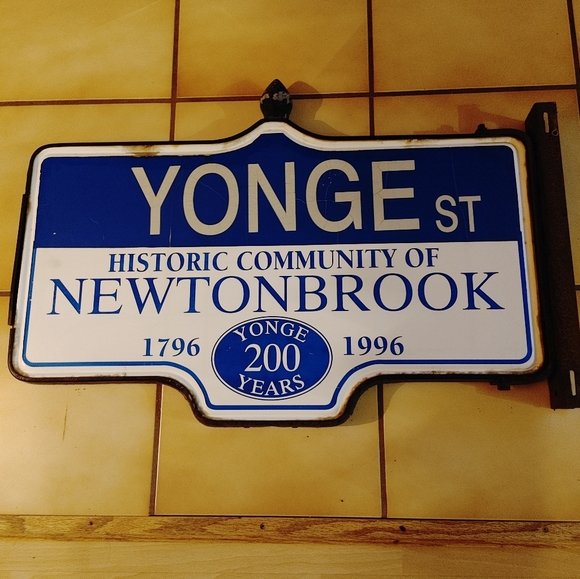 YONGE ST
HISTORIC COMMUNITY OF
NEWTONBROOK
1796 1996
YONGE
200
YEARS